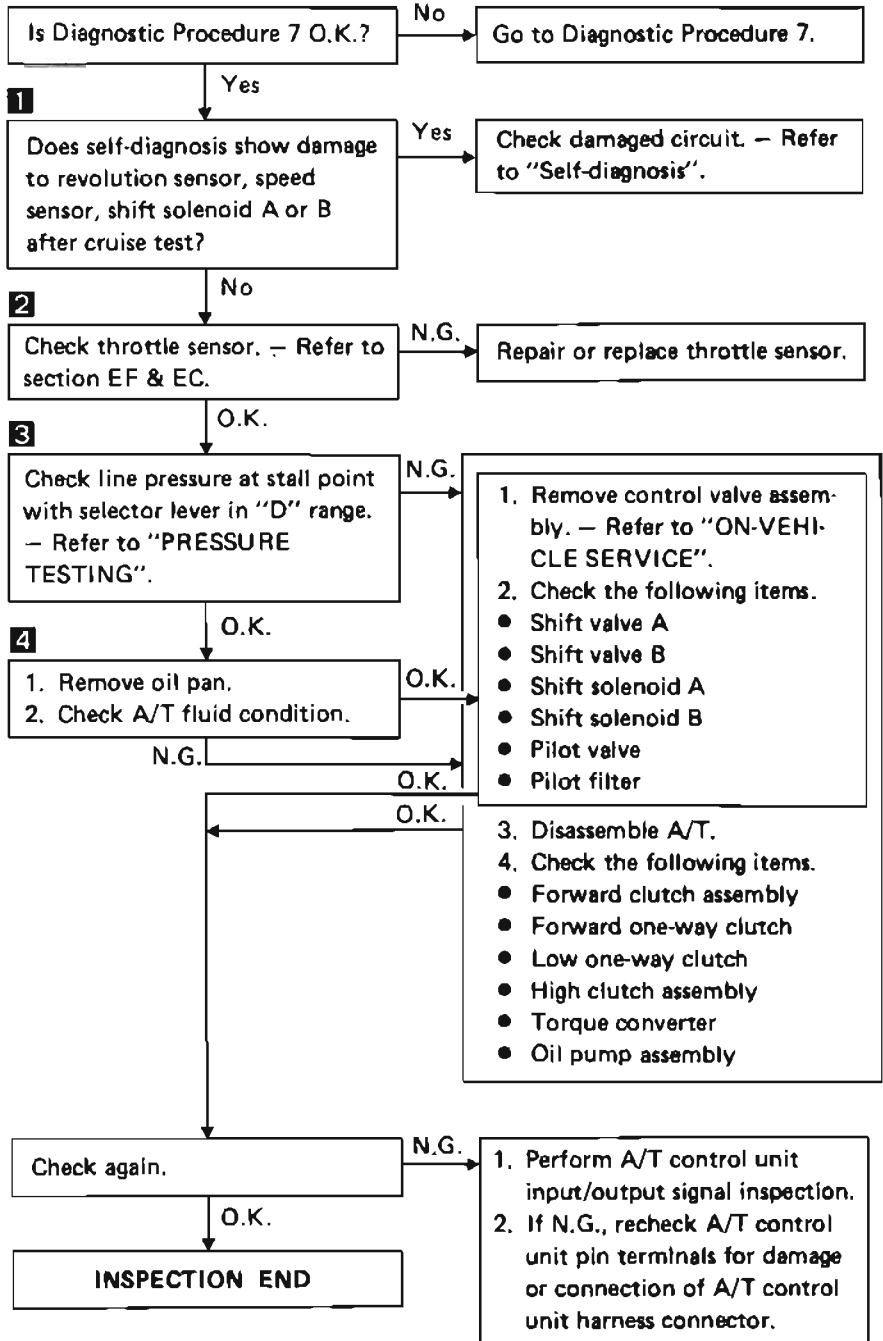 Is Diagnostic Procedure 7 O.K.?
No
Go to Diagnostic Procedure 7.
Yes
1
Does self-diagnosis show damage
to revolution sensor, speed
sensor, shift solenoid A or B
after cruise test?
Yes
Check damaged circuit. – Refer
to "Self-diagnosis".
No
2
Check throttle sensor. – Refer to
section EF & EC.
N.G.
Repair or replace throttle sensor.
O.K.
3
Check line pressure at stall point
with selector lever in "D" range.
– Refer to "PRESSURE
TESTING".
N.G.
O.K.
4
1. Remove oil pan.
2. Check A/T fluid condition.
O.K.
N.G.
1. Remove control valve assem-
bly. – Refer to "ON-VEHI-
CLE SERVICE".
2. Check the following items.
● Shift valve A
● Shift valve B
● Shift solenoid A
● Shift solenoid B
● Pilot valve
● Pilot filter
O.K.
O.K.
3. Disassemble A/T.
4. Check the following items.
● Forward clutch assembly
● Forward one-way clutch
● Low one-way clutch
● High clutch assembly
● Torque converter
● Oil pump assembly
Check again.
N.G.
1. Perform A/T control unit
input/output signal inspection.
2. If N.G., recheck A/T control
unit pin terminals for damage
or connection of A/T control
unit harness connector.
O.K.
INSPECTION END